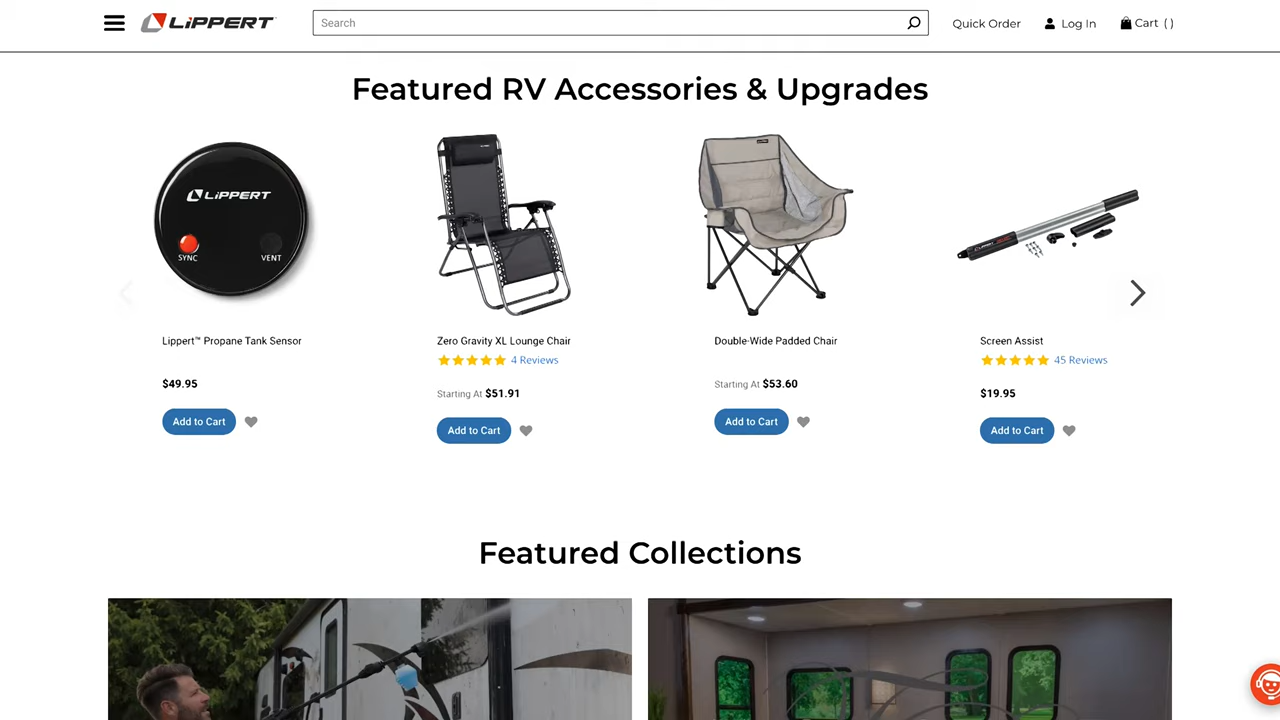 LIPPERT
Search
Quick Order
Log In
Cart ( )
Featured RV Accessories & Upgrades
LIPPERT
SYNC
VENT
Lippert™ Propane Tank Sensor
$49.95
Add to Cart
Zero Gravity XL Lounge Chair
4 Reviews
Starting At $51.91
Add to Cart
Double-Wide Padded Chair
Starting At $53.60
Add to Cart
Screen Assist
45 Reviews
$19.95
Add to Cart
Featured Collections